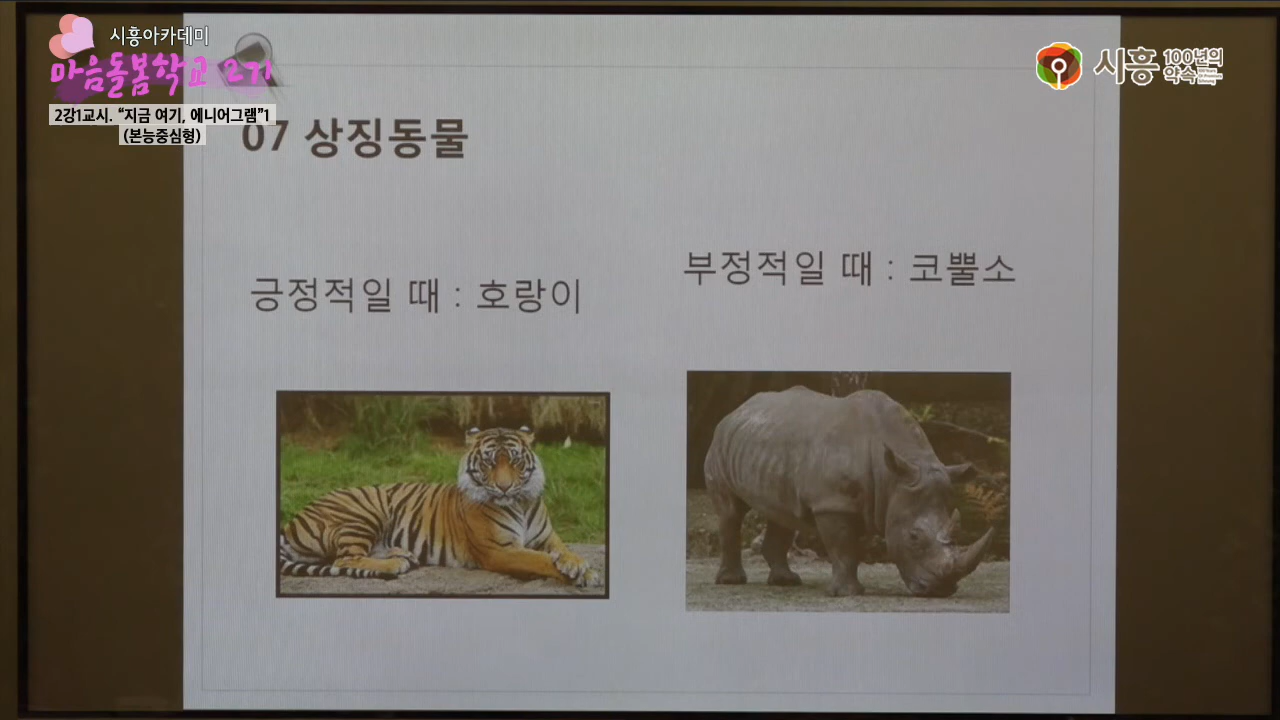 시흥아카데미
마음돌봄학교 2기
2강1교시. “지금 여기, 에니어그램”1
(본능중심형)
시흥 100년의
약속
07 상징동물
긍정적일 때 : 호랑이
부정적일 때 : 코뿔소